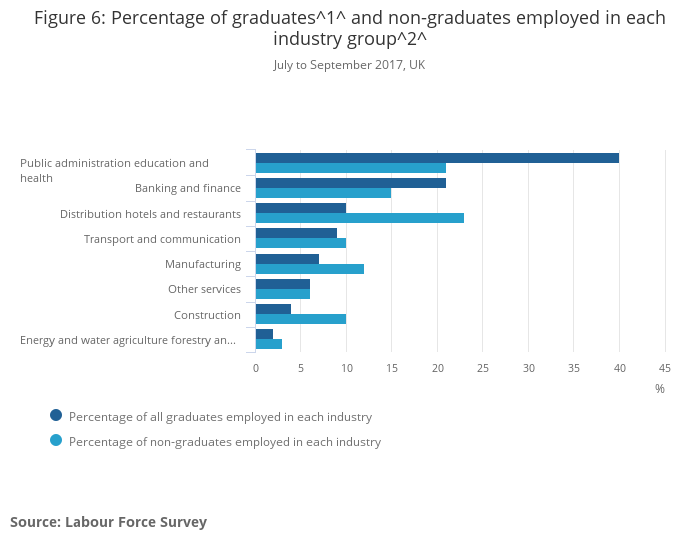 Figure 6: Percentage of graduates^1^ and non-graduates employed in each
industry group^2^
July to September 2017, UK
Public administration education and
health
Banking and finance
Distribution hotels and restaurants
Transport and communication
Manufacturing
Other services
Construction
Energy and water agriculture forestry an...
0 5 10 15 20 25 30 35 40 45
%
Percentage of all graduates employed in each industry
Percentage of non-graduates employed in each industry
Source: Labour Force Survey